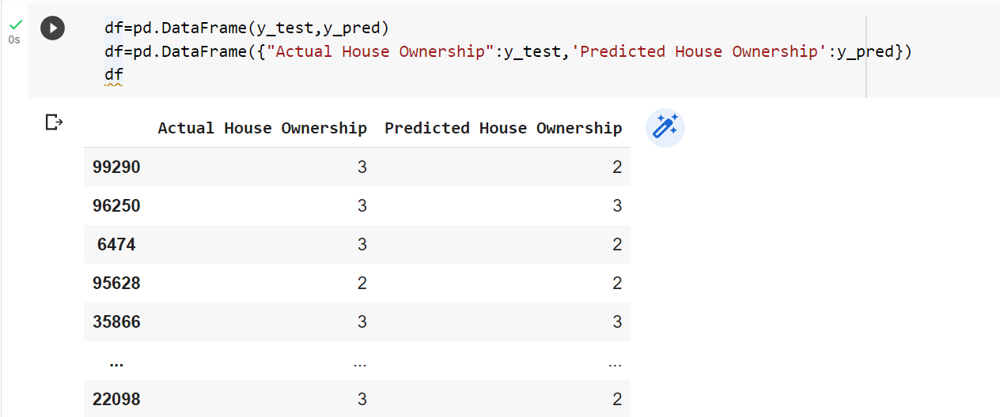 df=pd.DataFrame(y_test,y_pred)
0s
df=pd.DataFrame({"Actual House Ownership":y_test,'Predicted House Ownership':y_pred})
df
Actual House Ownership Predicted House Ownership
99290 3 2
96250 3 3
6474 3 2
95628 2 2
35866 3 3
... ... ...
22098 3 2